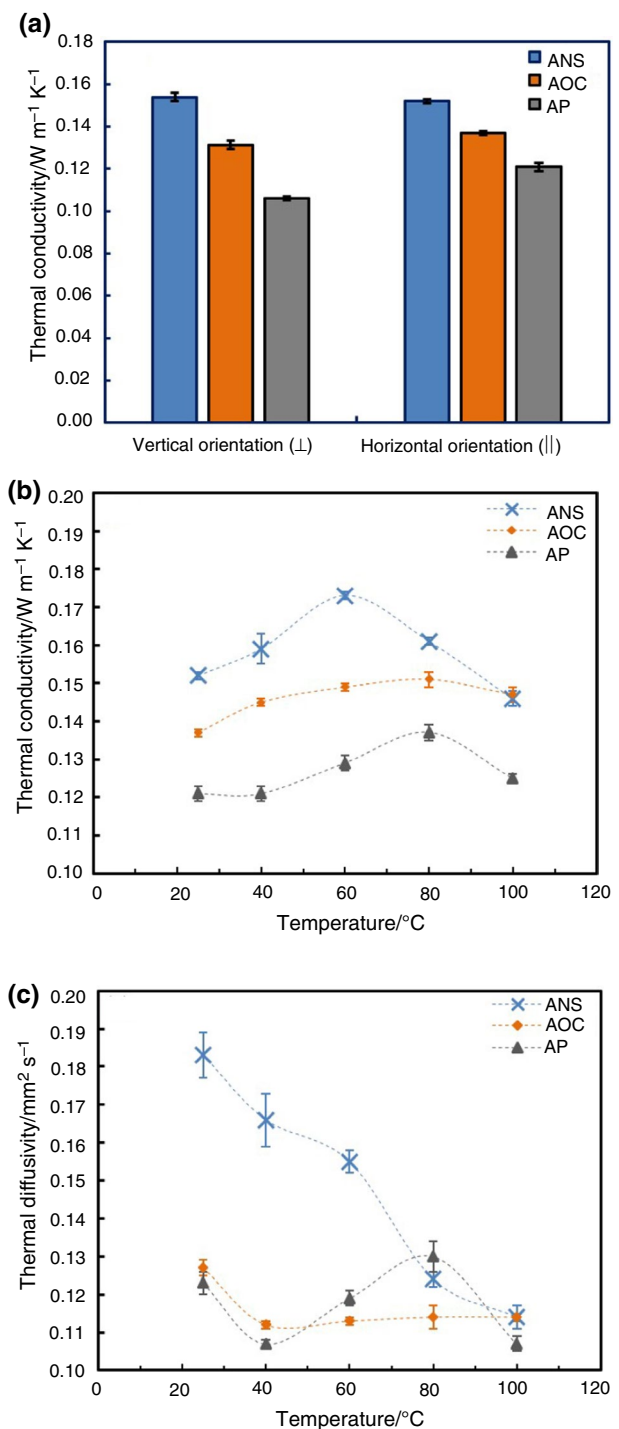 (a)
0.18
0.16
0.14
0.12
0.10
0.08
0.06
0.04
0.02
0.00
Thermal conductivity/W m⁻¹ K⁻¹
ANS
AOC
AP
Vertical orientation (⊥)
Horizontal orientation (||)
(b)
0.20
0.19
0.18
0.17
0.16
0.15
0.14
0.13
0.12
0.11
0.10
Thermal conductivity/W m⁻¹ K⁻¹
ANS
AOC
AP
0 20 40 60 80 100 120
Temperature/°C
(c)
0.20
0.19
0.18
0.17
0.16
0.15
0.14
0.13
0.12
0.11
0.10
Thermal diffusivity/mm² s⁻¹
ANS
AOC
AP
0 20 40 60 80 100 120
Temperature/°C